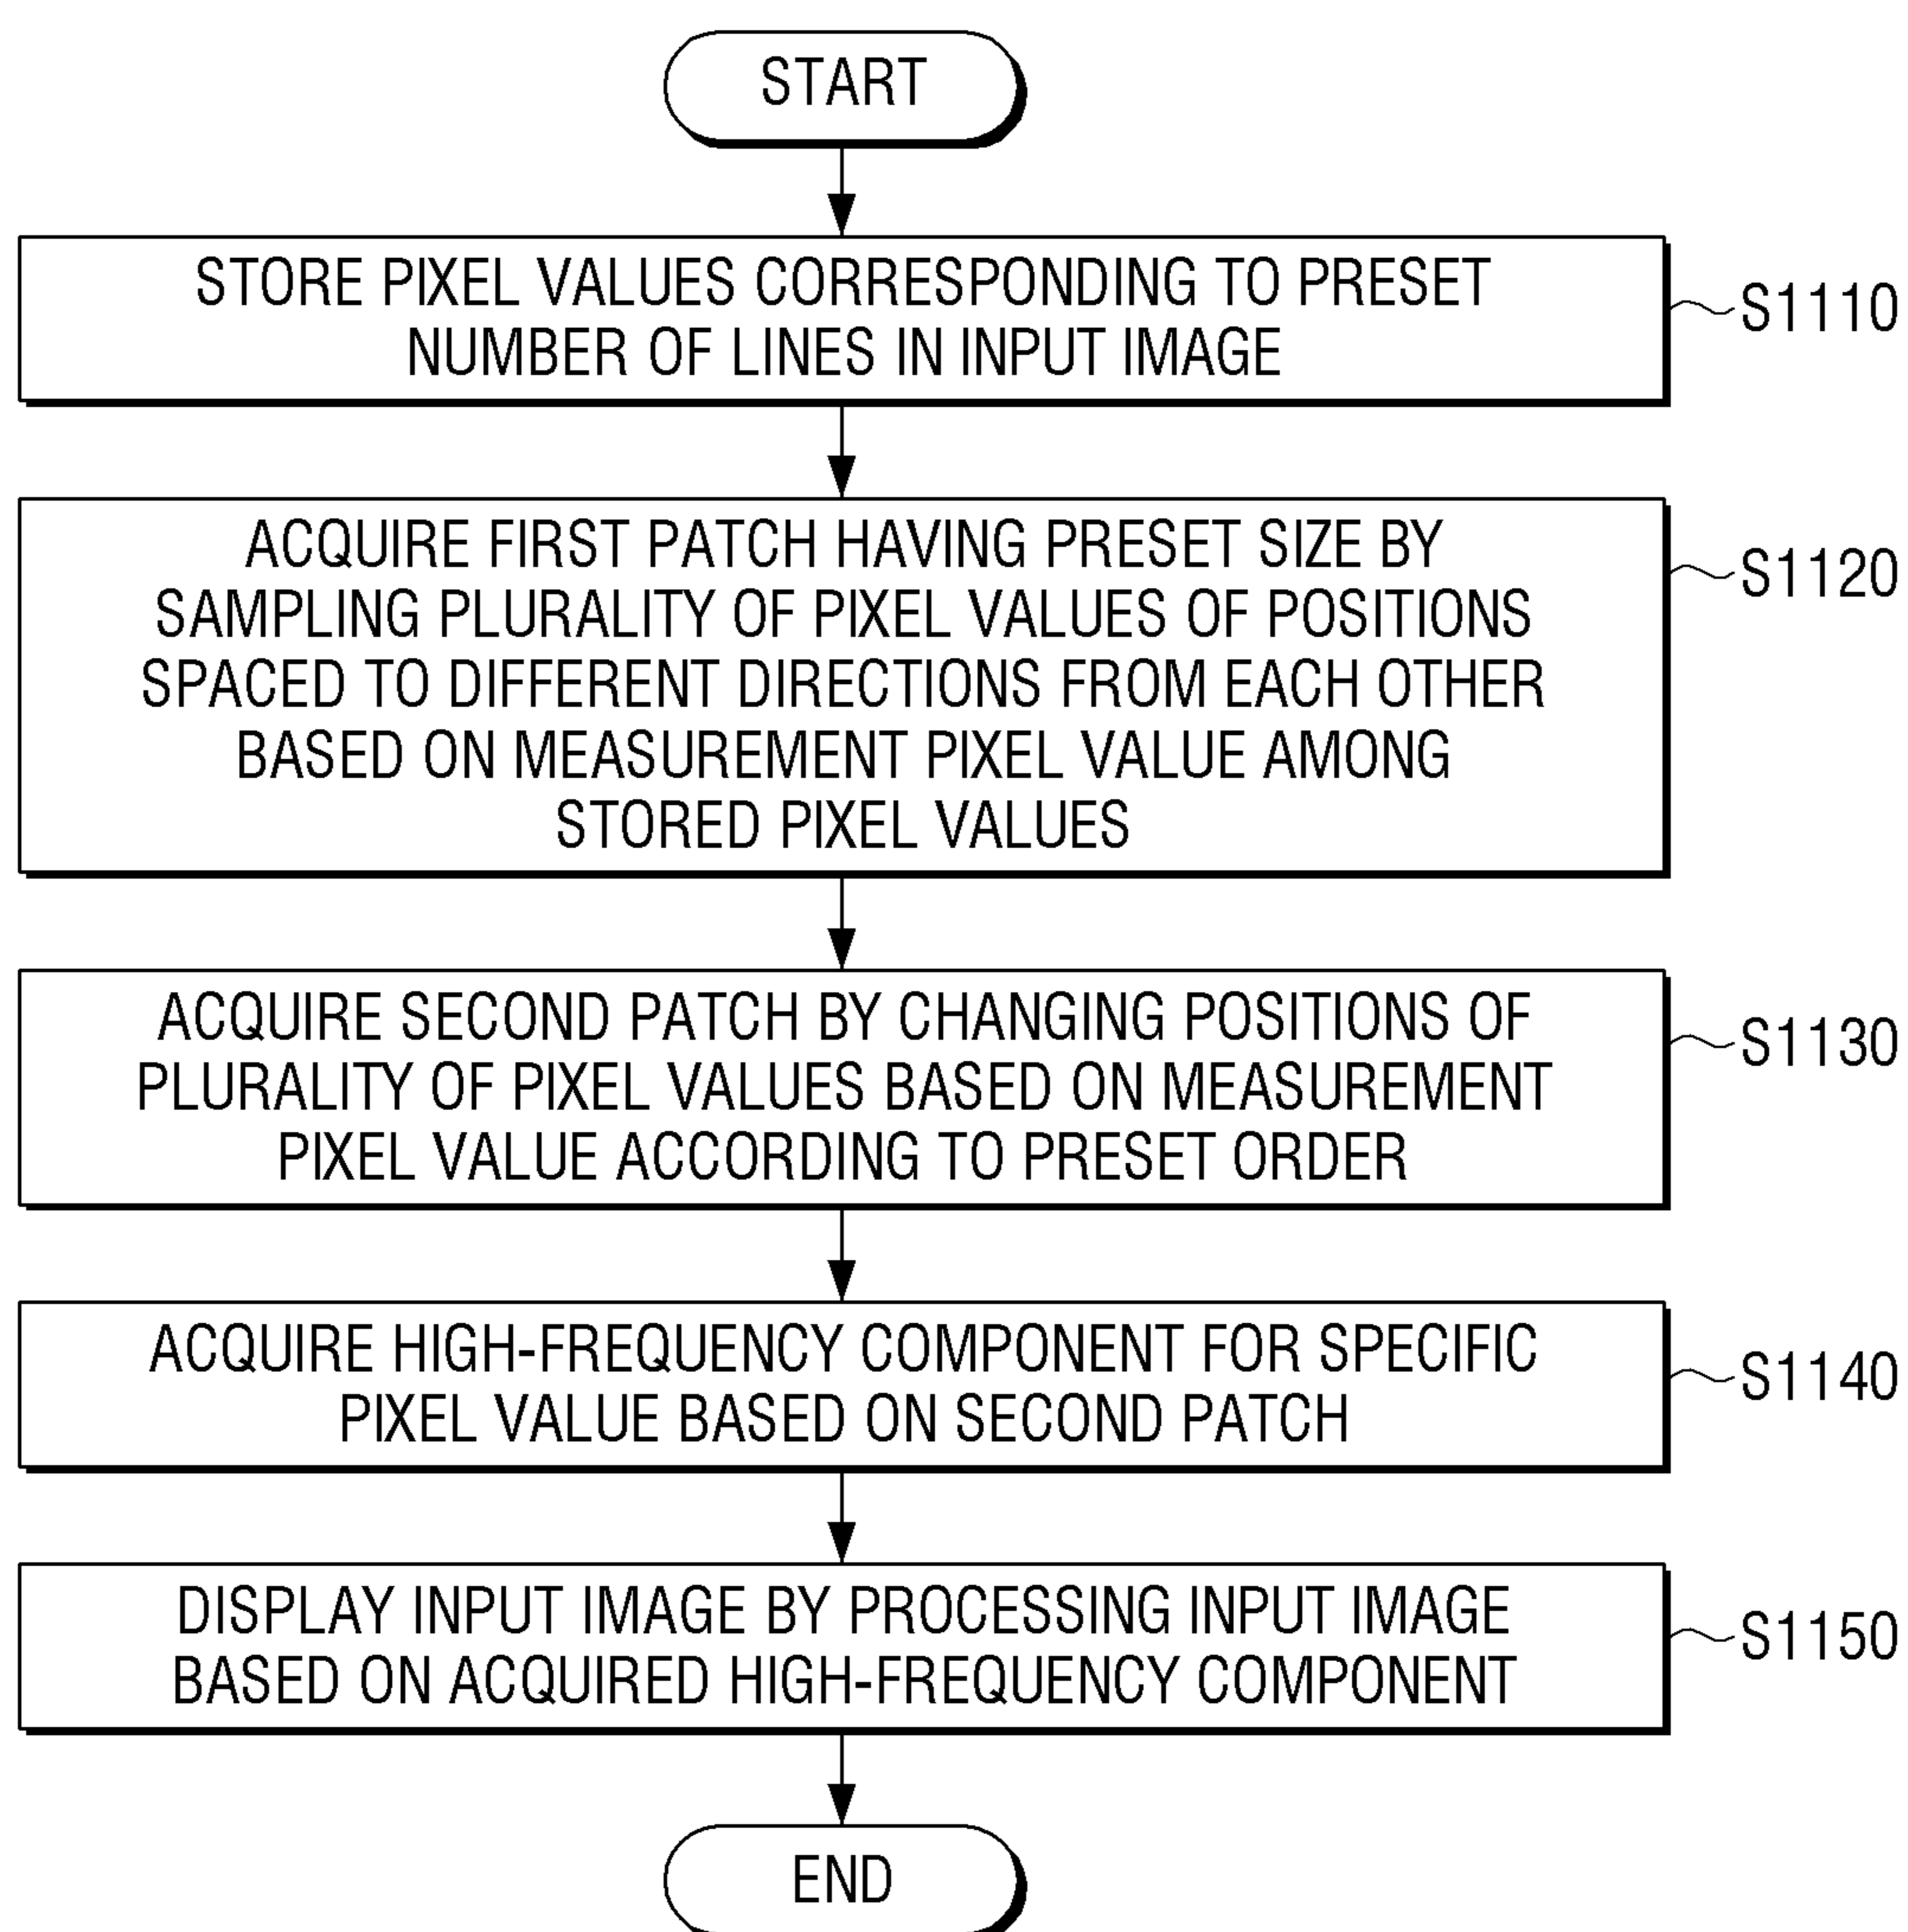 START
STORE PIXEL VALUES CORRESPONDING TO PRESET
NUMBER OF LINES IN INPUT IMAGE
S1110
ACQUIRE FIRST PATCH HAVING PRESET SIZE BY
SAMPLING PLURALITY OF PIXEL VALUES OF POSITIONS
SPACED TO DIFFERENT DIRECTIONS FROM EACH OTHER
BASED ON MEASUREMENT PIXEL VALUE AMONG
STORED PIXEL VALUES
S1120
ACQUIRE SECOND PATCH BY CHANGING POSITIONS OF
PLURALITY OF PIXEL VALUES BASED ON MEASUREMENT
PIXEL VALUE ACCORDING TO PRESET ORDER
S1130
ACQUIRE HIGH-FREQUENCY COMPONENT FOR SPECIFIC
PIXEL VALUE BASED ON SECOND PATCH
S1140
DISPLAY INPUT IMAGE BY PROCESSING INPUT IMAGE
BASED ON ACQUIRED HIGH-FREQUENCY COMPONENT
S1150
END